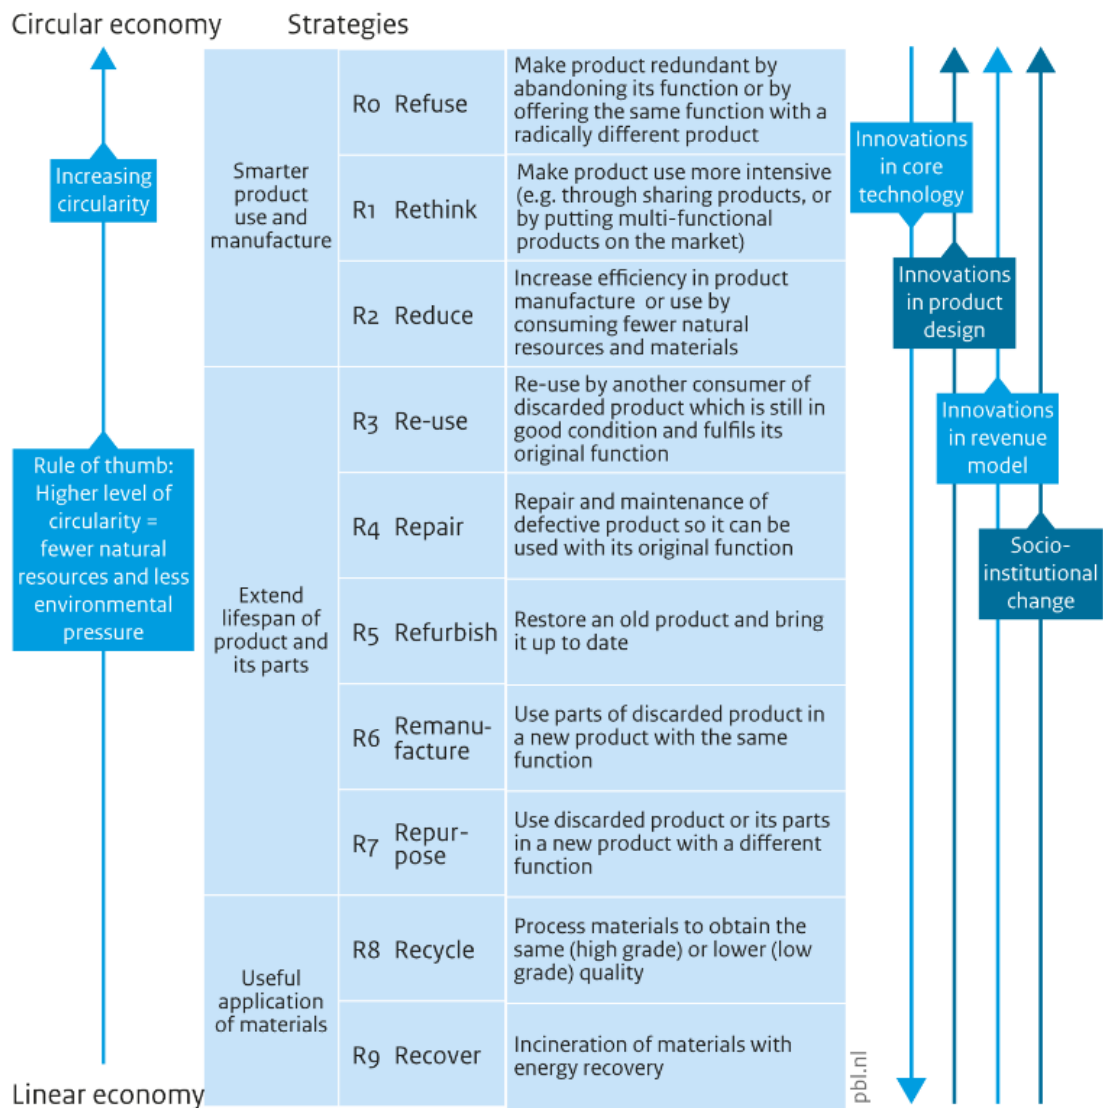 Circular economy
Strategies
Increasing
circularity
Rule of thumb:
Higher level of
circularity =
fewer natural
resources and less
environmental
pressure
Linear economy
Smarter
product
use and
manufacture
R0 Refuse
Make product redundant by
abandoning its function or by
offering the same function with a
radically different product
R1 Rethink
Make product use more intensive
(e.g. through sharing products, or
by putting multi-functional
products on the market)
R2 Reduce
Increase efficiency in product
manufacture or use by
consuming fewer natural
resources and materials
Extend
lifespan of
product and
its parts
R3 Re-use
Re-use by another consumer of
discarded product which is still in
good condition and fulfils its
original function
R4 Repair
Repair and maintenance of
defective product so it can be
used with its original function
R5 Refurbish
Restore an old product and bring
it up to date
R6 Remanu-
facture
Use parts of discarded product in
a new product with the same
function
R7 Repur-
pose
Use discarded product or its parts
in a new product with a different
function
Useful
application
of materials
R8 Recycle
Process materials to obtain the
same (high grade) or lower (low
grade) quality
R9 Recover
Incineration of materials with
energy recovery
pbl.nl
Innovations
in core
technology
Innovations
in product
design
Innovations
in revenue
model
Socio-
institutional
change